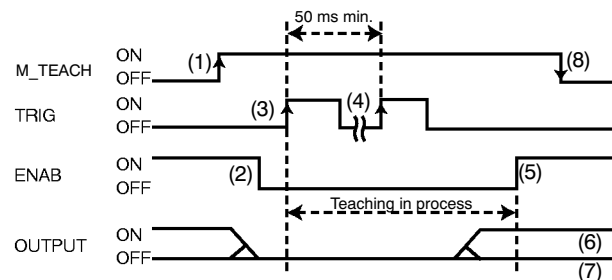 50 ms min.
M_TEACH
ON
OFF
(1)
(8)
TRIG
ON
OFF
(3)
(4)
ENAB
ON
OFF
(2)
(5)
Teaching in process
OUTPUT
ON
OFF
(6)
(7)